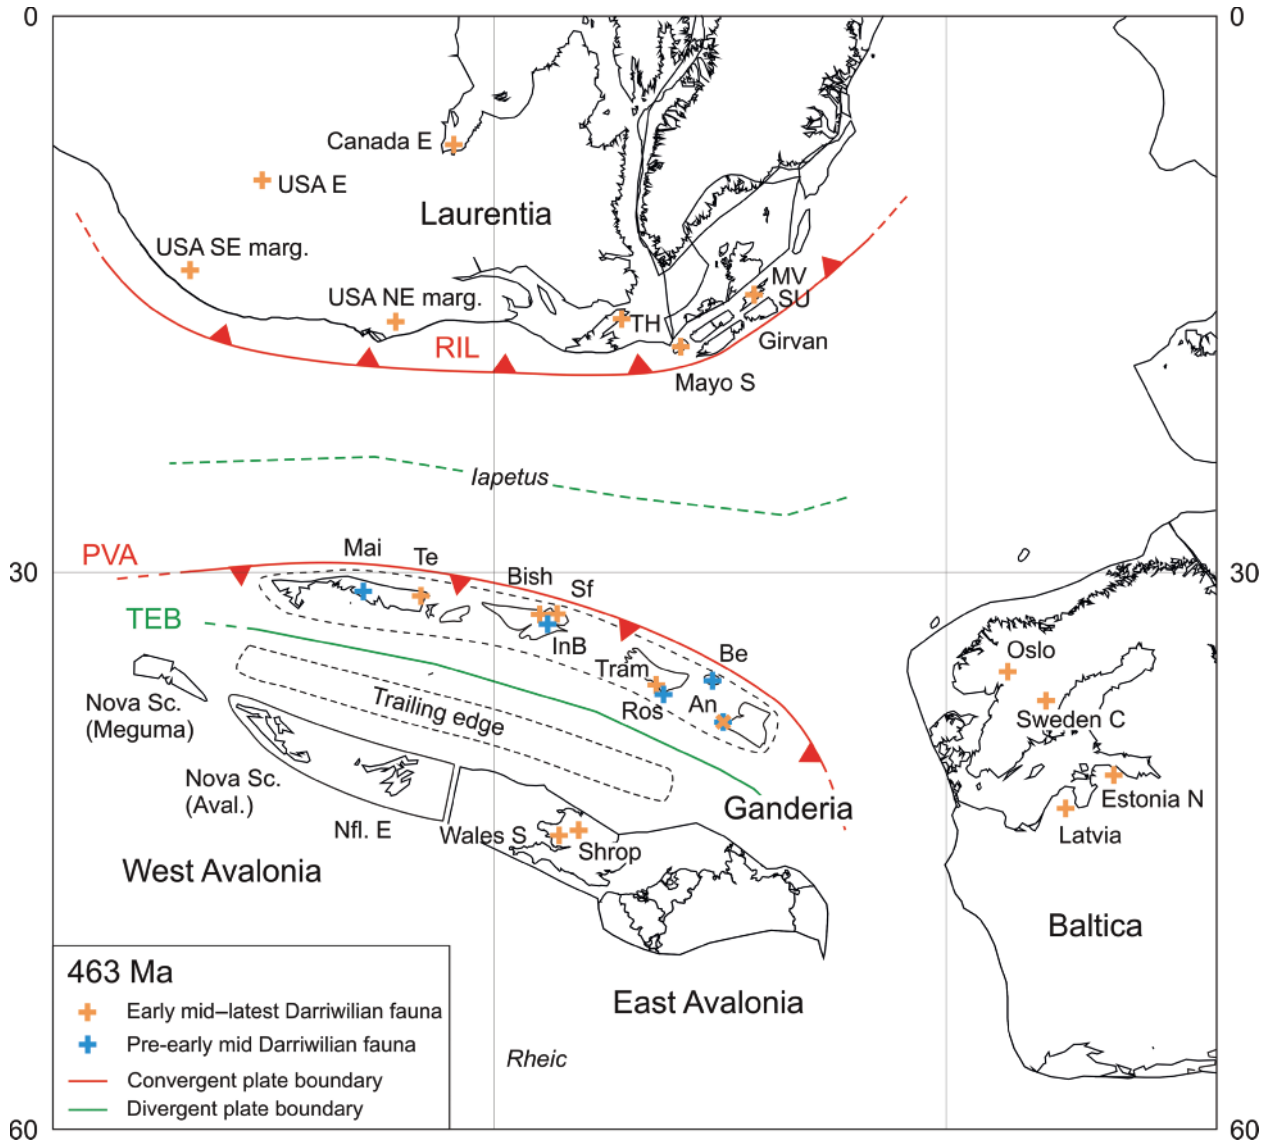 0
0
Canada E
USA E
Laurentia
USA SE marg.
MV
USA NE marg.
SU
TH
RIL
Girvan
Mayo S
Iapetus
PVA
Mai
Te
30
30
Bish
Sf
TEB
InB
Oslo
Be
Tram
Nova Sc.
(Meguma)
Trailing edge
Ros
An
Sweden C
Nova Sc.
(Aval.)
Ganderia
Estonia N
Nfl. E
Wales S
Latvia
Shrop
West Avalonia
Baltica
463 Ma
East Avalonia
Early mid–latest Darriwilian fauna
Pre-early mid Darriwilian fauna
Rheic
Convergent plate boundary
Divergent plate boundary
60
60